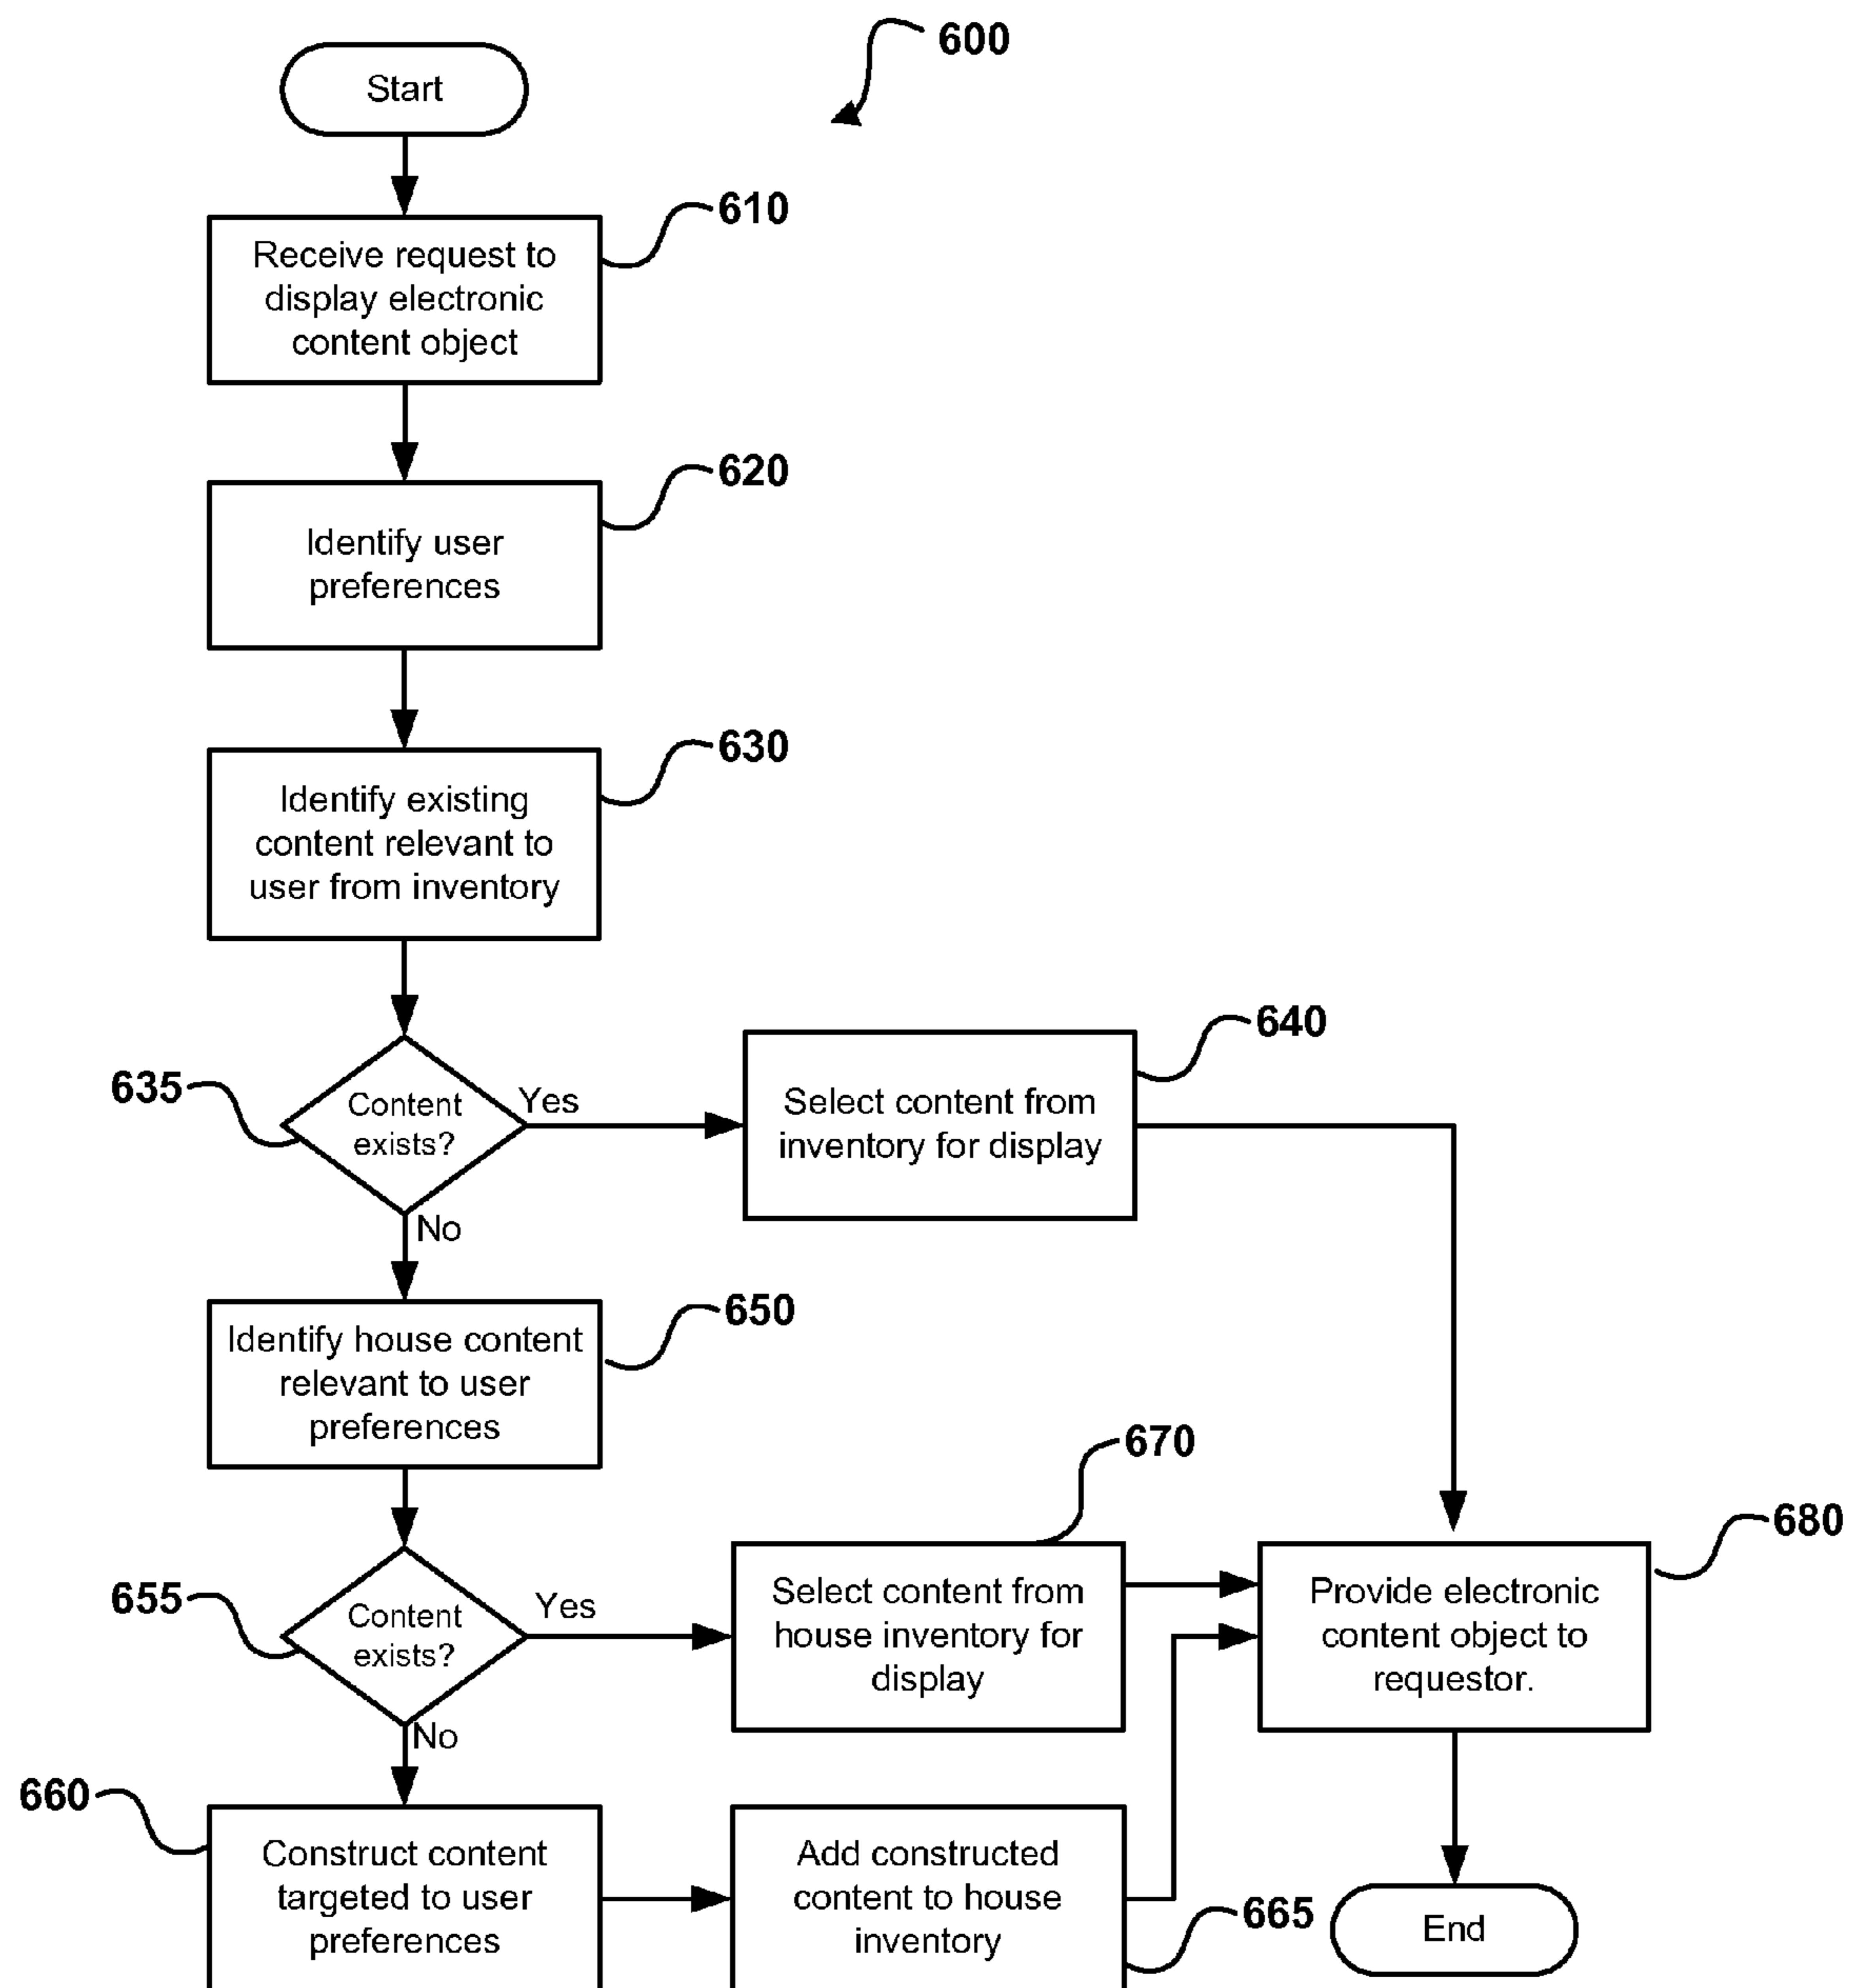 600
Start
610
Receive request to
display electronic
content object
620
Identify user
preferences
630
Identify existing
content relevant to
user from inventory
635
Content
exists?
Yes
640
Select content from
inventory for display
No
650
Identify house content
relevant to user
preferences
655
Content
exists?
Yes
670
Select content from
house inventory for
display
680
Provide electronic
content object to
requestor.
No
660
Construct content
targeted to user
preferences
Add constructed
content to house
inventory
665
End